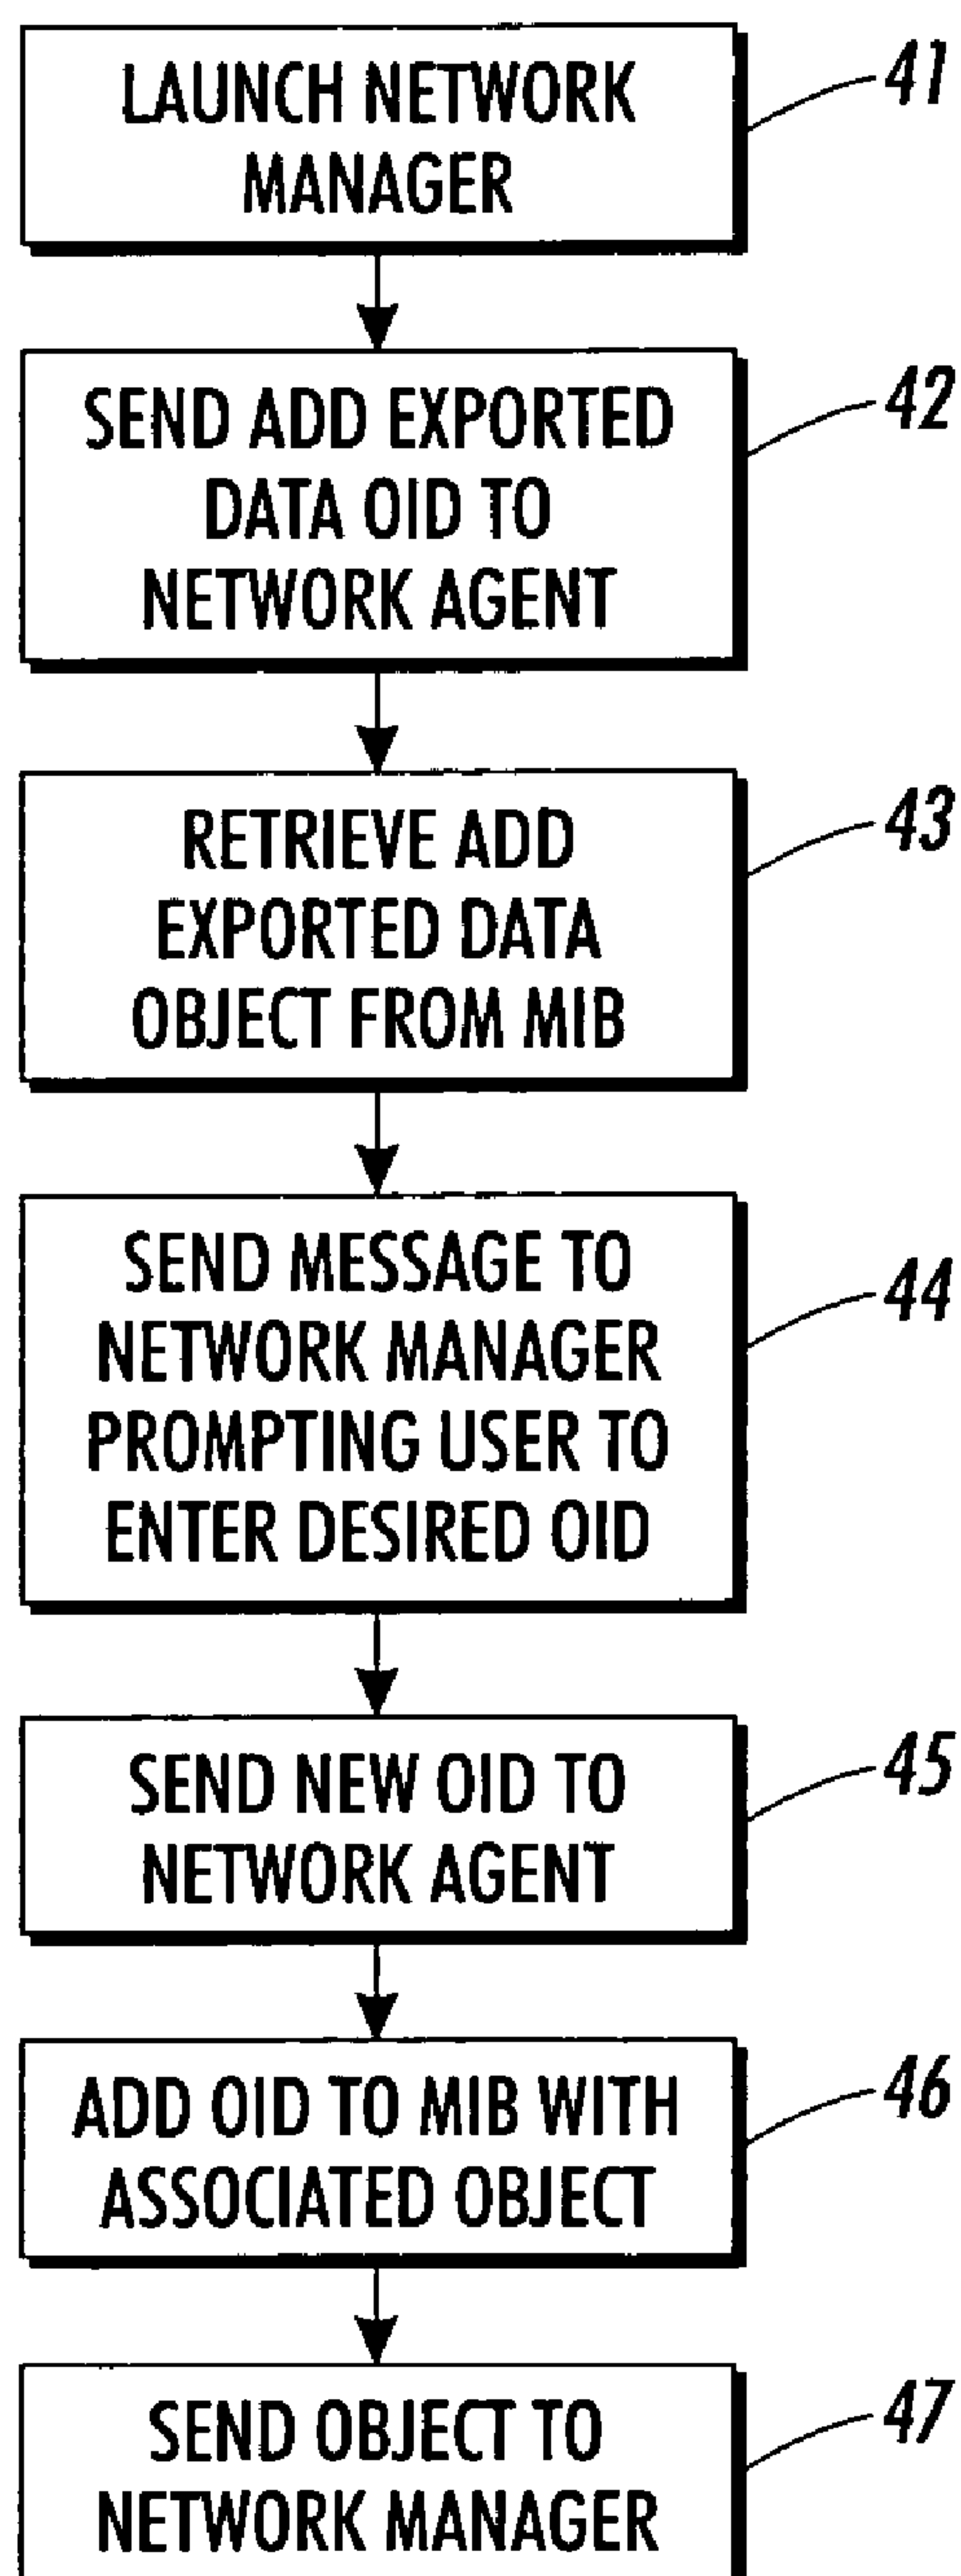 LAUNCH NETWORK
MANAGER
41
SEND ADD EXPORTED
DATA OID TO
NETWORK AGENT
42
RETRIEVE ADD
EXPORTED DATA
OBJECT FROM MIB
43
SEND MESSAGE TO
NETWORK MANAGER
PROMPTING USER TO
ENTER DESIRED OID
44
SEND NEW OID TO
NETWORK AGENT
45
ADD OID TO MIB WITH
ASSOCIATED OBJECT
46
SEND OBJECT TO
NETWORK MANAGER
47